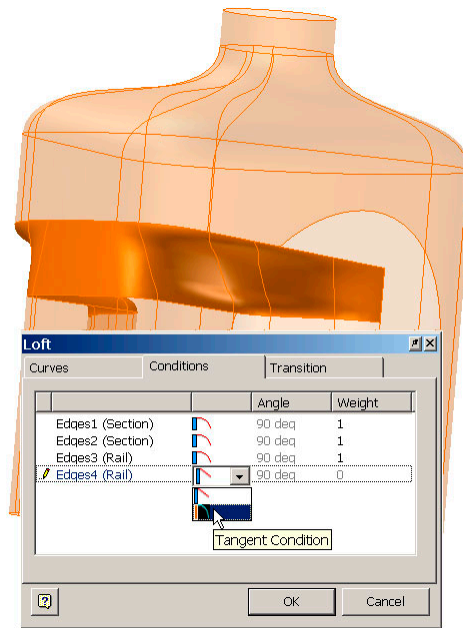 Loft
Curves Conditions Transition
Angle Weight
Edges1 (Section) 90 deg 1
Edges2 (Section) 90 deg 1
Edges3 (Rail) 90 deg 1
Edges4 (Rail) 90 deg 0
Tangent Condition
OK Cancel